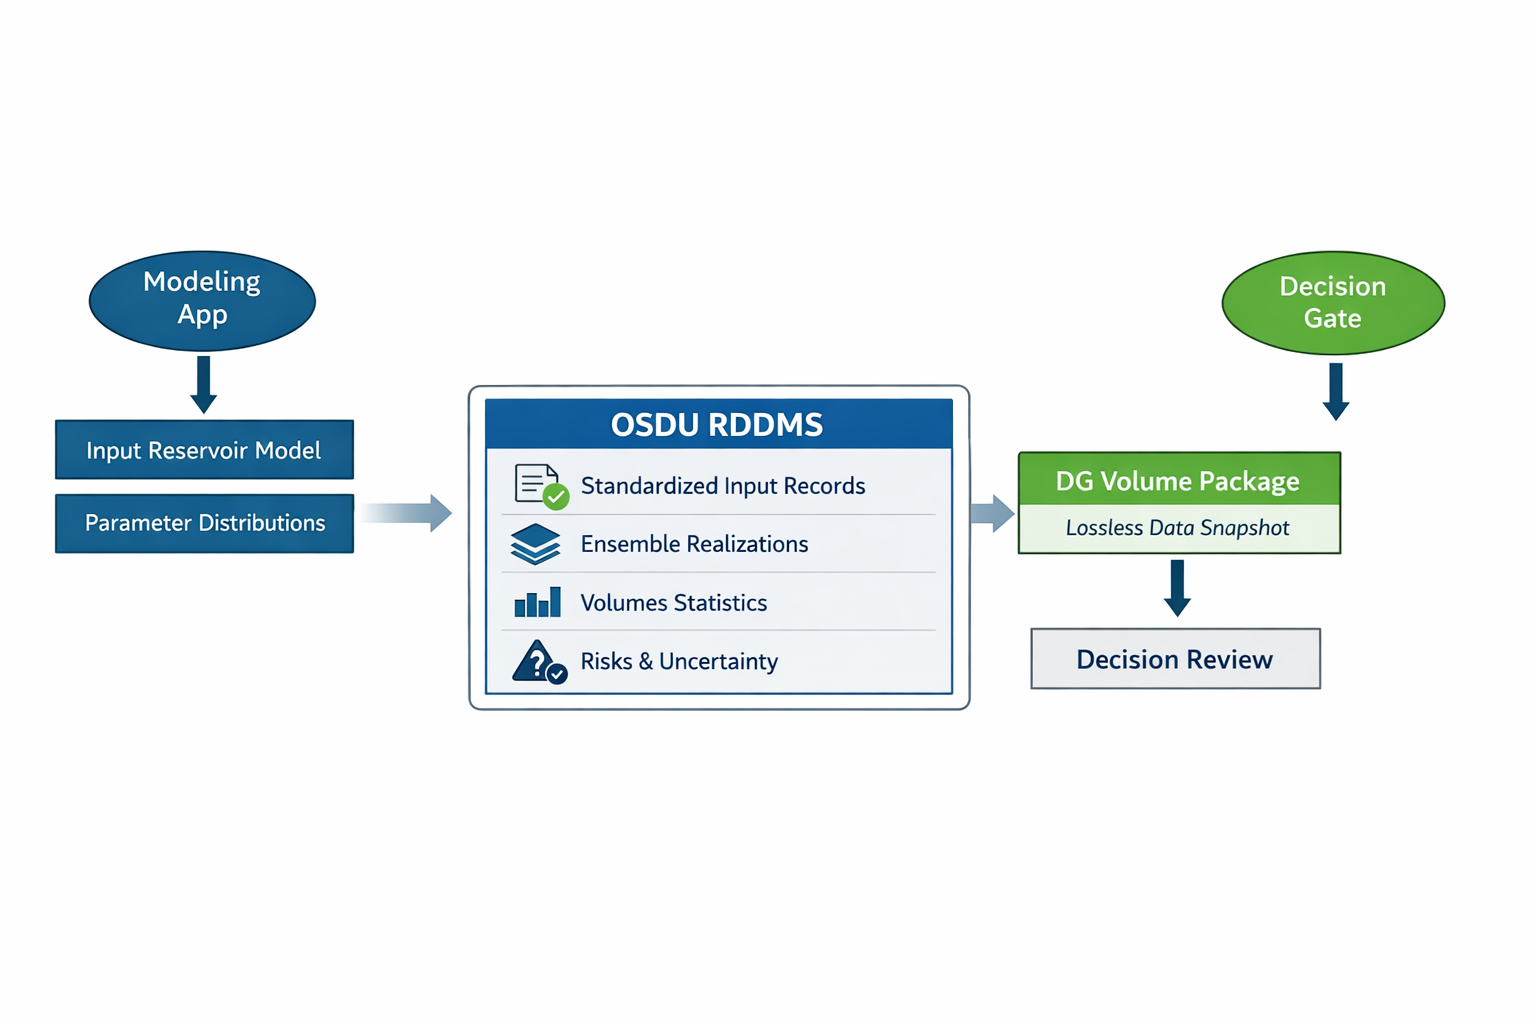 Modeling
App
Input Reservoir Model
Parameter Distributions
OSDU RDDMS
Standardized Input Records
Ensemble Realizations
Volumes Statistics
?
Risks & Uncertainty
Decision
Gate
DG Volume Package
Lossless Data Snapshot
Decision Review